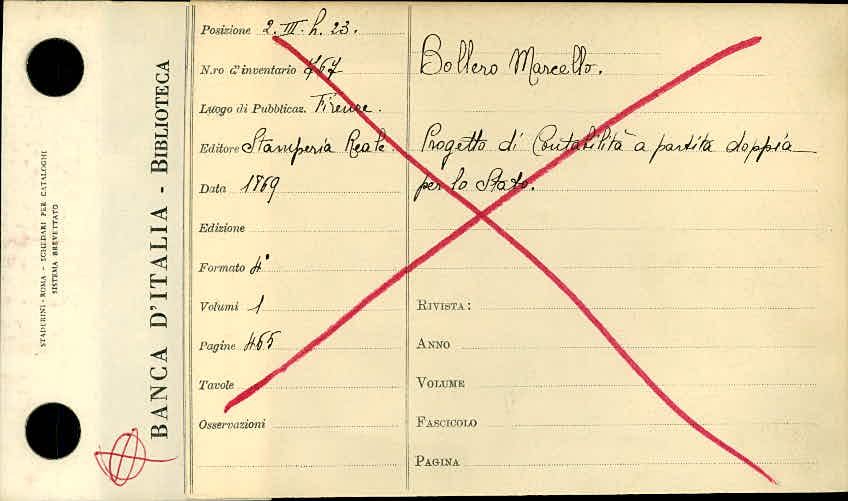 STADERINI - ROMA - SCHEDARI PER CATALOGHI
SISTEMA BREVETTATO
BANCA D'ITALIA - BIBLIOTECA
Posizione 2. III. h. 23.
N.ro d'inventario 767
Luogo di Pubblicaz. Firenze.
Editore Stamperia Reale.
Data 1869
Edizione
Formato 4°
Volumi 1
Pagine 465
Tavole
Osservazioni
Bollero Marcello.
Progetto di Contabilità a partita doppia
per lo Stato.
RIVISTA:
ANNO
VOLUME
FASCICOLO
PAGINA